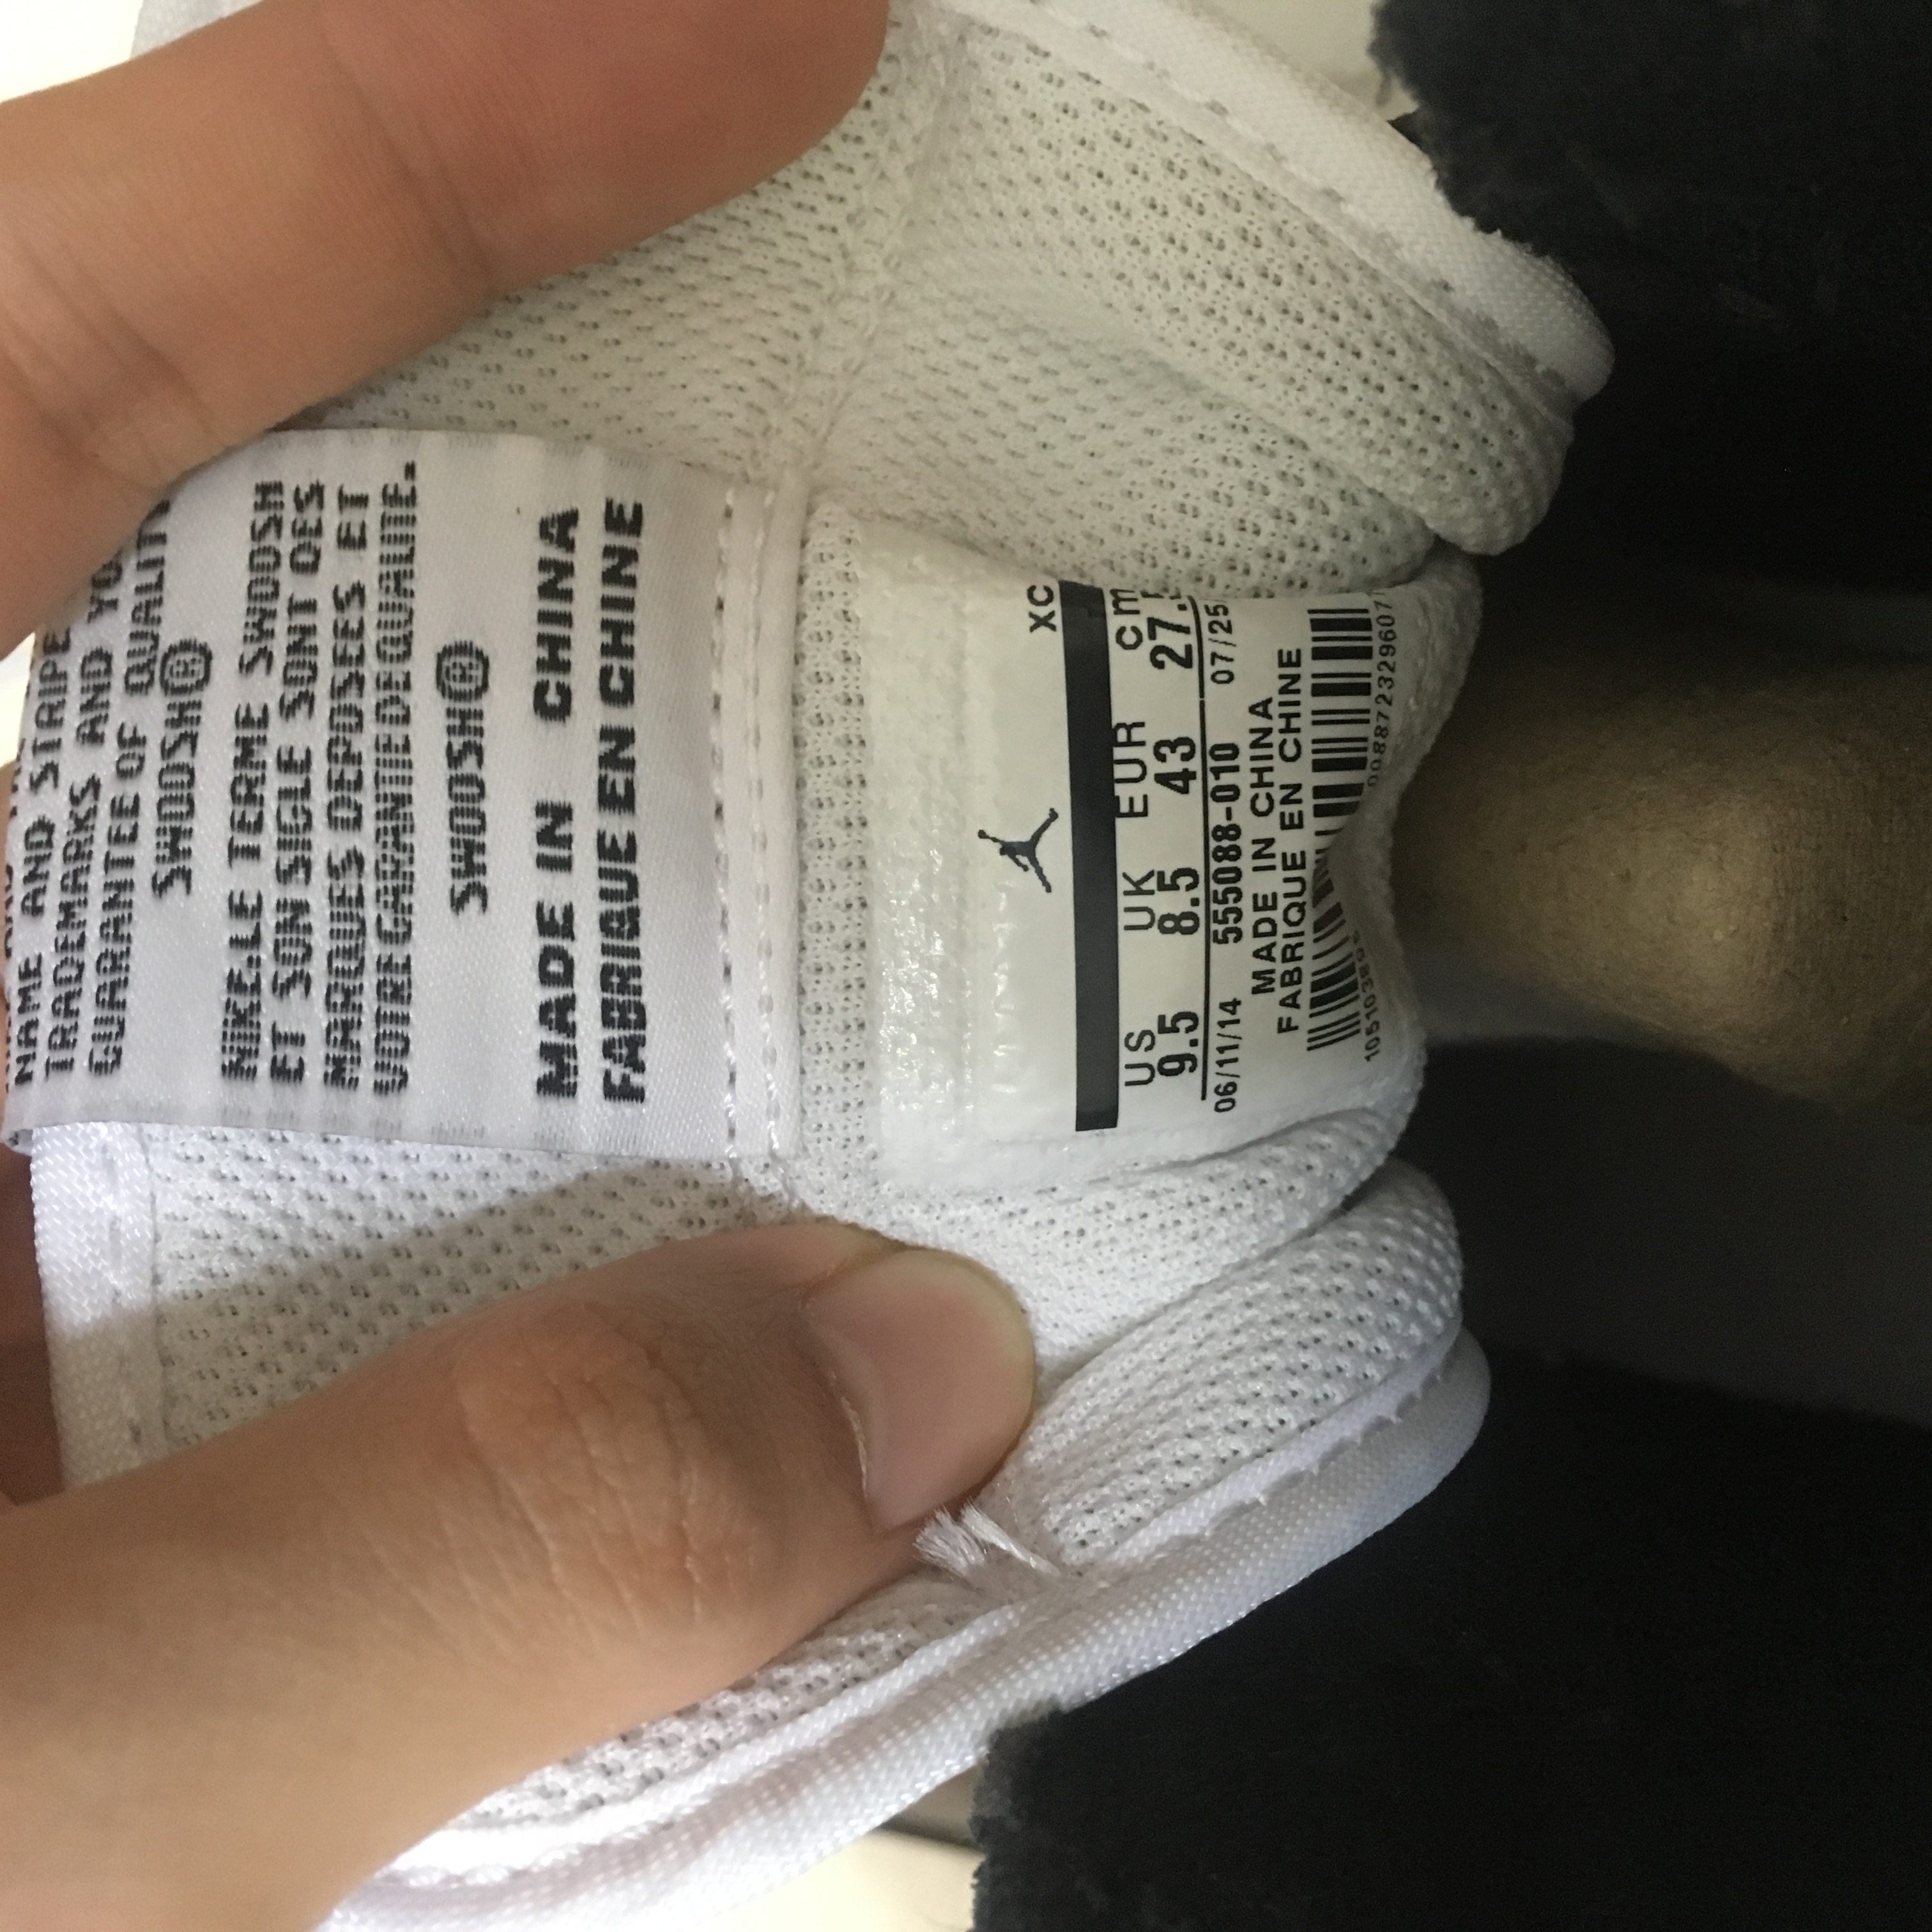 NAME AND STRIPE
TRADEMARKS AND
GUARANTEE OF
SWOOSH®
NIKE.LE TERME SWOOSH
ET SON SIGLE SONT DES
MARQUES DEPOSEES ET
VOTRE GARANTIE DE QUALITE.
SWOOSH®
MADE IN CHINA
FABRIQUE EN CHINE
XC
US UK EUR cm
9.5 8.5 43 27.5
06/11/14 555088-010 07/25
MADE IN CHINA
FABRIQUE EN CHINE